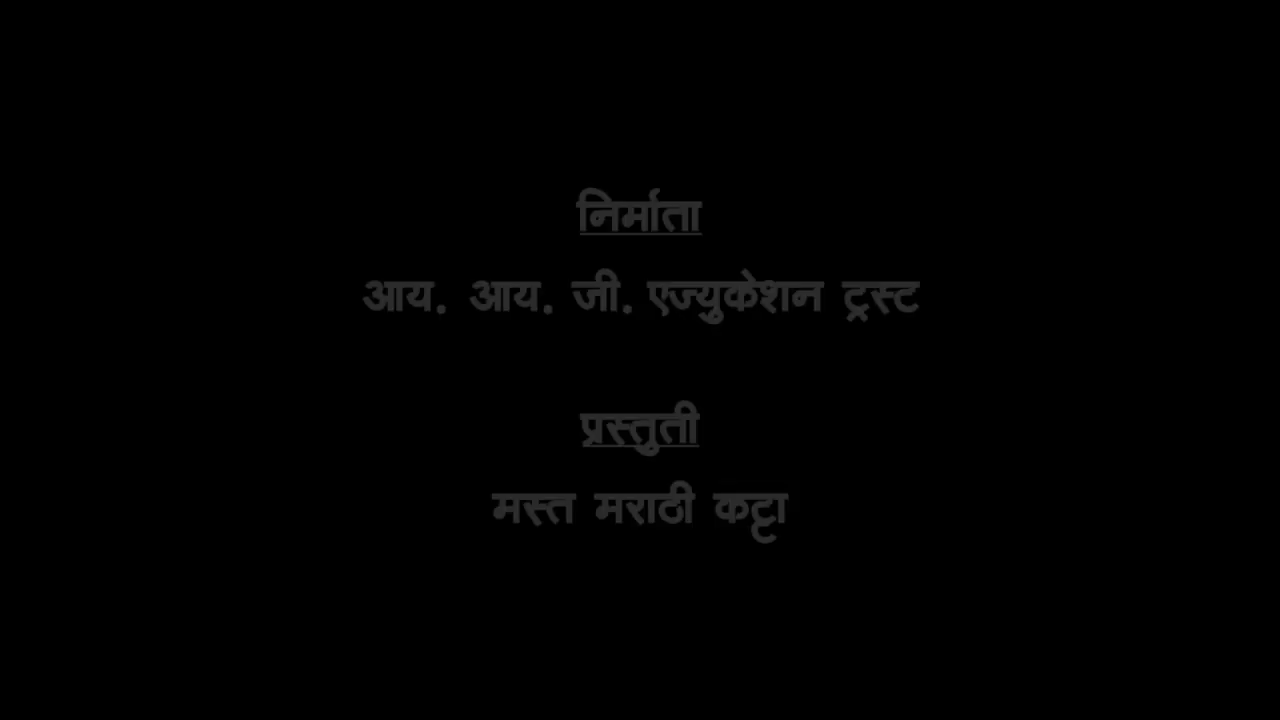 निर्माता
आय. आय. जी. एज्युकेशन ट्रस्ट
प्रस्तुती
मस्त मराठी कट्टा